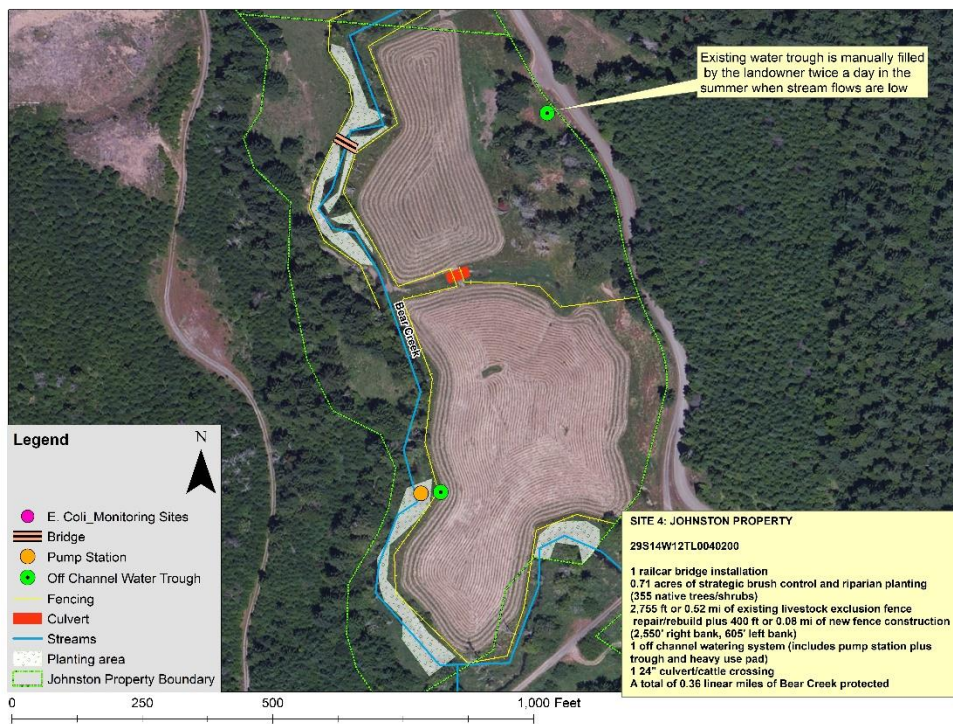 Existing water trough is manually filled
by the landowner twice a day in the
summer when stream flows are low
Bear Creek
Legend
N
E. Coli_Monitoring Sites
Bridge
Pump Station
Off Channel Water Trough
Fencing
Culvert
Streams
Planting area
Johnston Property Boundary
SITE 4: JOHNSTON PROPERTY
29S14W12TL0040200
1 railcar bridge installation
0.71 acres of strategic brush control and riparian planting
(355 native trees/shrubs)
2,755 ft or 0.52 mi of existing livestock exclusion fence
repair/rebuild plus 400 ft or 0.08 mi of new fence construction
(2,550' right bank, 605' left bank)
1 off channel watering system (includes pump station plus
trough and heavy use pad)
1 24" culvert/cattle crossing
A total of 0.36 linear miles of Bear Creek protected
0 250 500 1,000 Feet